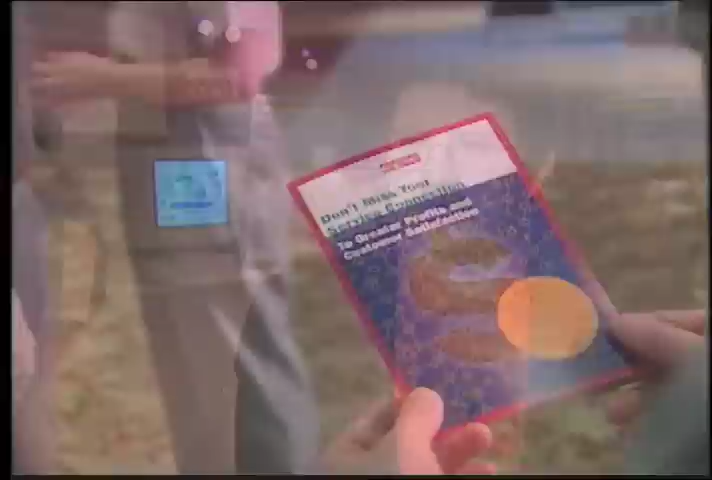 Don't Miss Your
Service Connection
To Greater Profits and
Customer Satisfaction